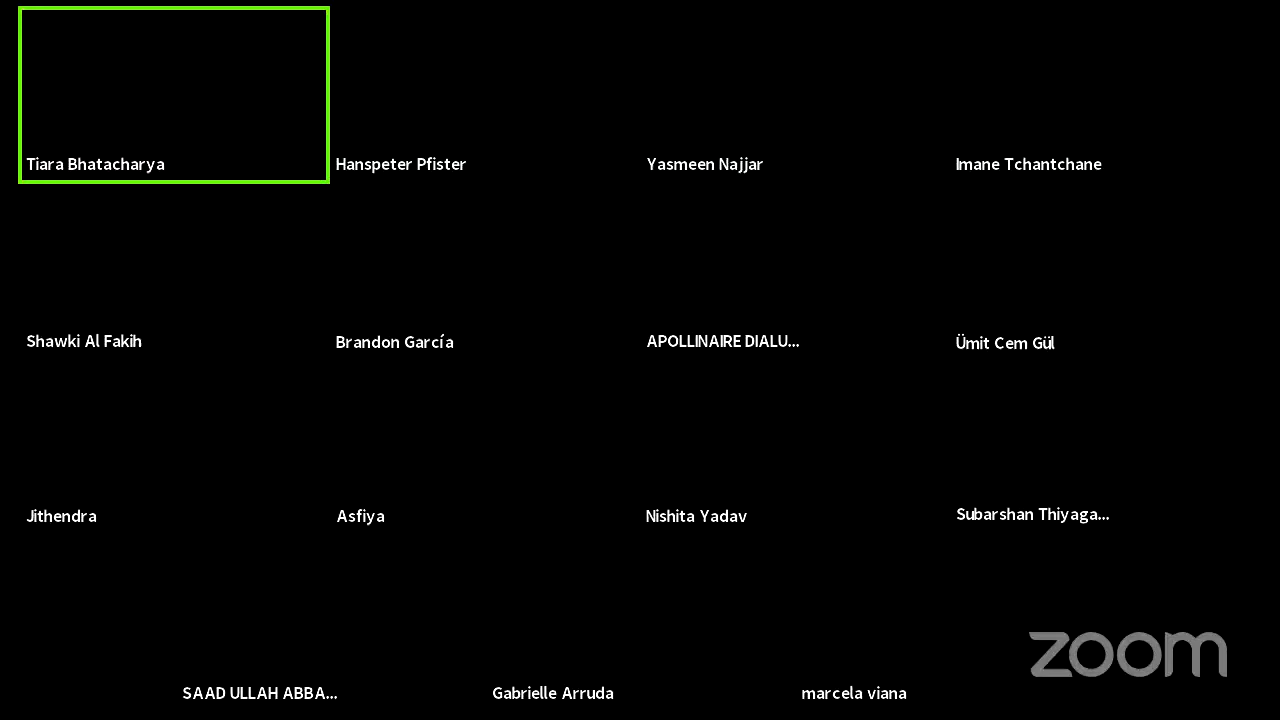 Tiara Bhatacharya
Hanspeter Pfister
Yasmeen Najjar
Imane Tchantchane
Shawki Al Fakih
Brandon García
APOLLINAIRE DIALU...
Ümit Cem Gül
Jithendra
Asfiya
Nishita Yadav
Subarshan Thiyaga...
SAAD ULLAH ABBA...
Gabrielle Arruda
marcela viana
zoom